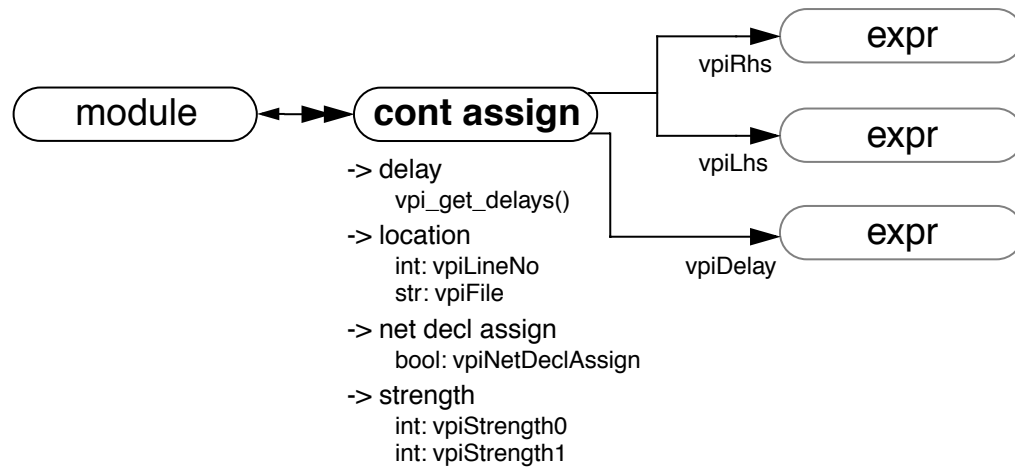 expr
vpiRhs
module
cont assign
expr
vpiLhs
-> delay
vpi_get_delays()
expr
-> location
vpiDelay
int: vpiLineNo
str: vpiFile
-> net decl assign
bool: vpiNetDeclAssign
-> strength
int: vpiStrength0
int: vpiStrength1